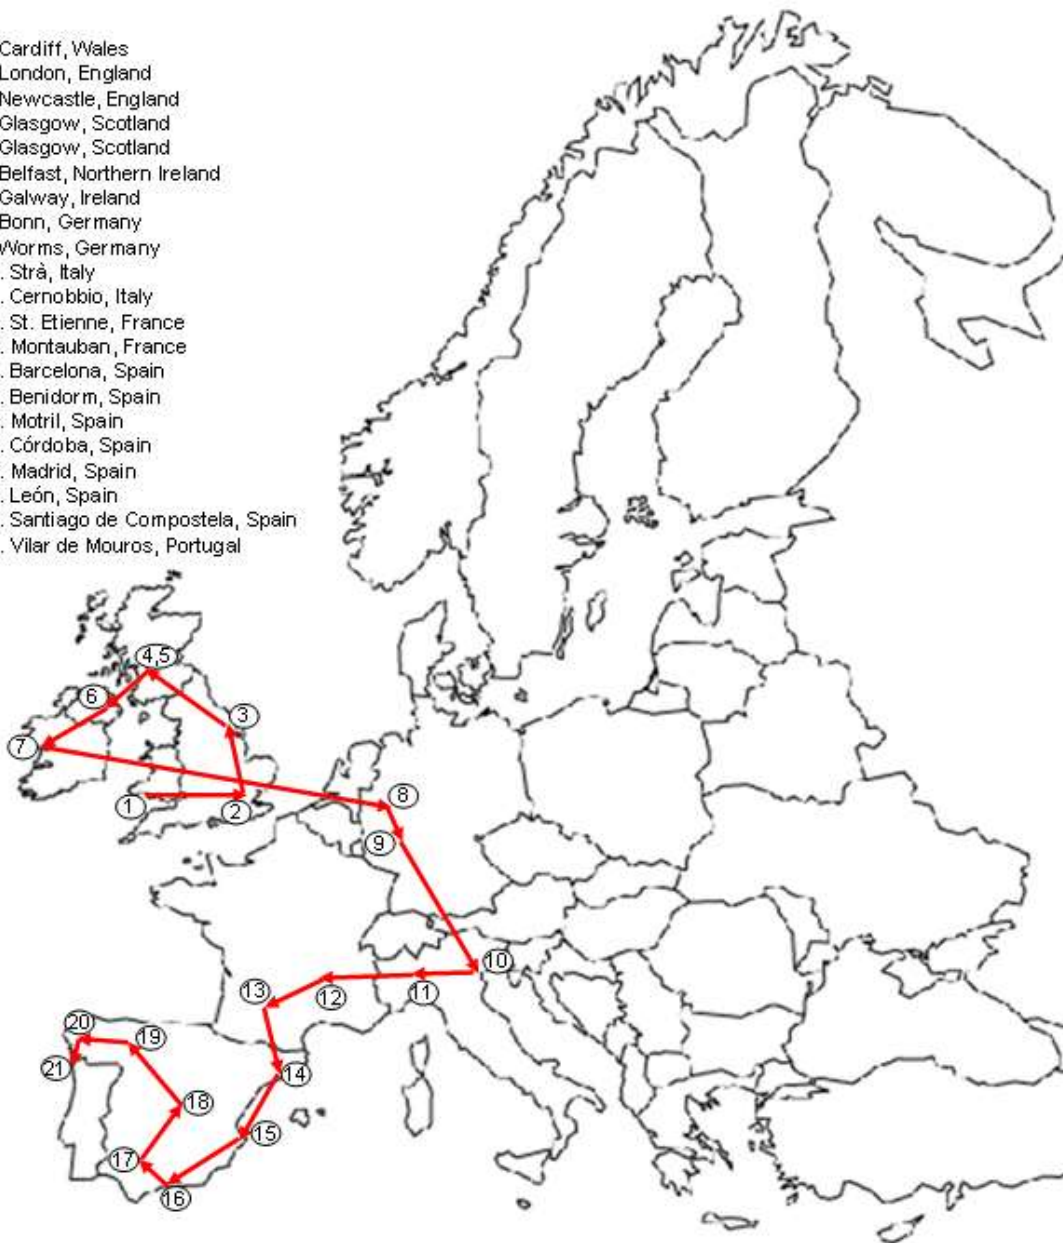 Cardiff, Wales
London, England
Newcastle, England
Glasgow, Scotland
Glasgow, Scotland
Belfast, Northern Ireland
Galway, Ireland
Bonn, Germany
Worms, Germany
. Strà, Italy
. Cernobbio, Italy
. St. Etienne, France
. Montauban, France
. Barcelona, Spain
. Benidorm, Spain
. Motril, Spain
. Córdoba, Spain
. Madrid, Spain
. León, Spain
. Santiago de Compostela, Spain
. Vilar de Mouros, Portugal
4,5
6
3
7
8
1
2
9
10
11
12
13
20
19
21
14
18
15
17
16